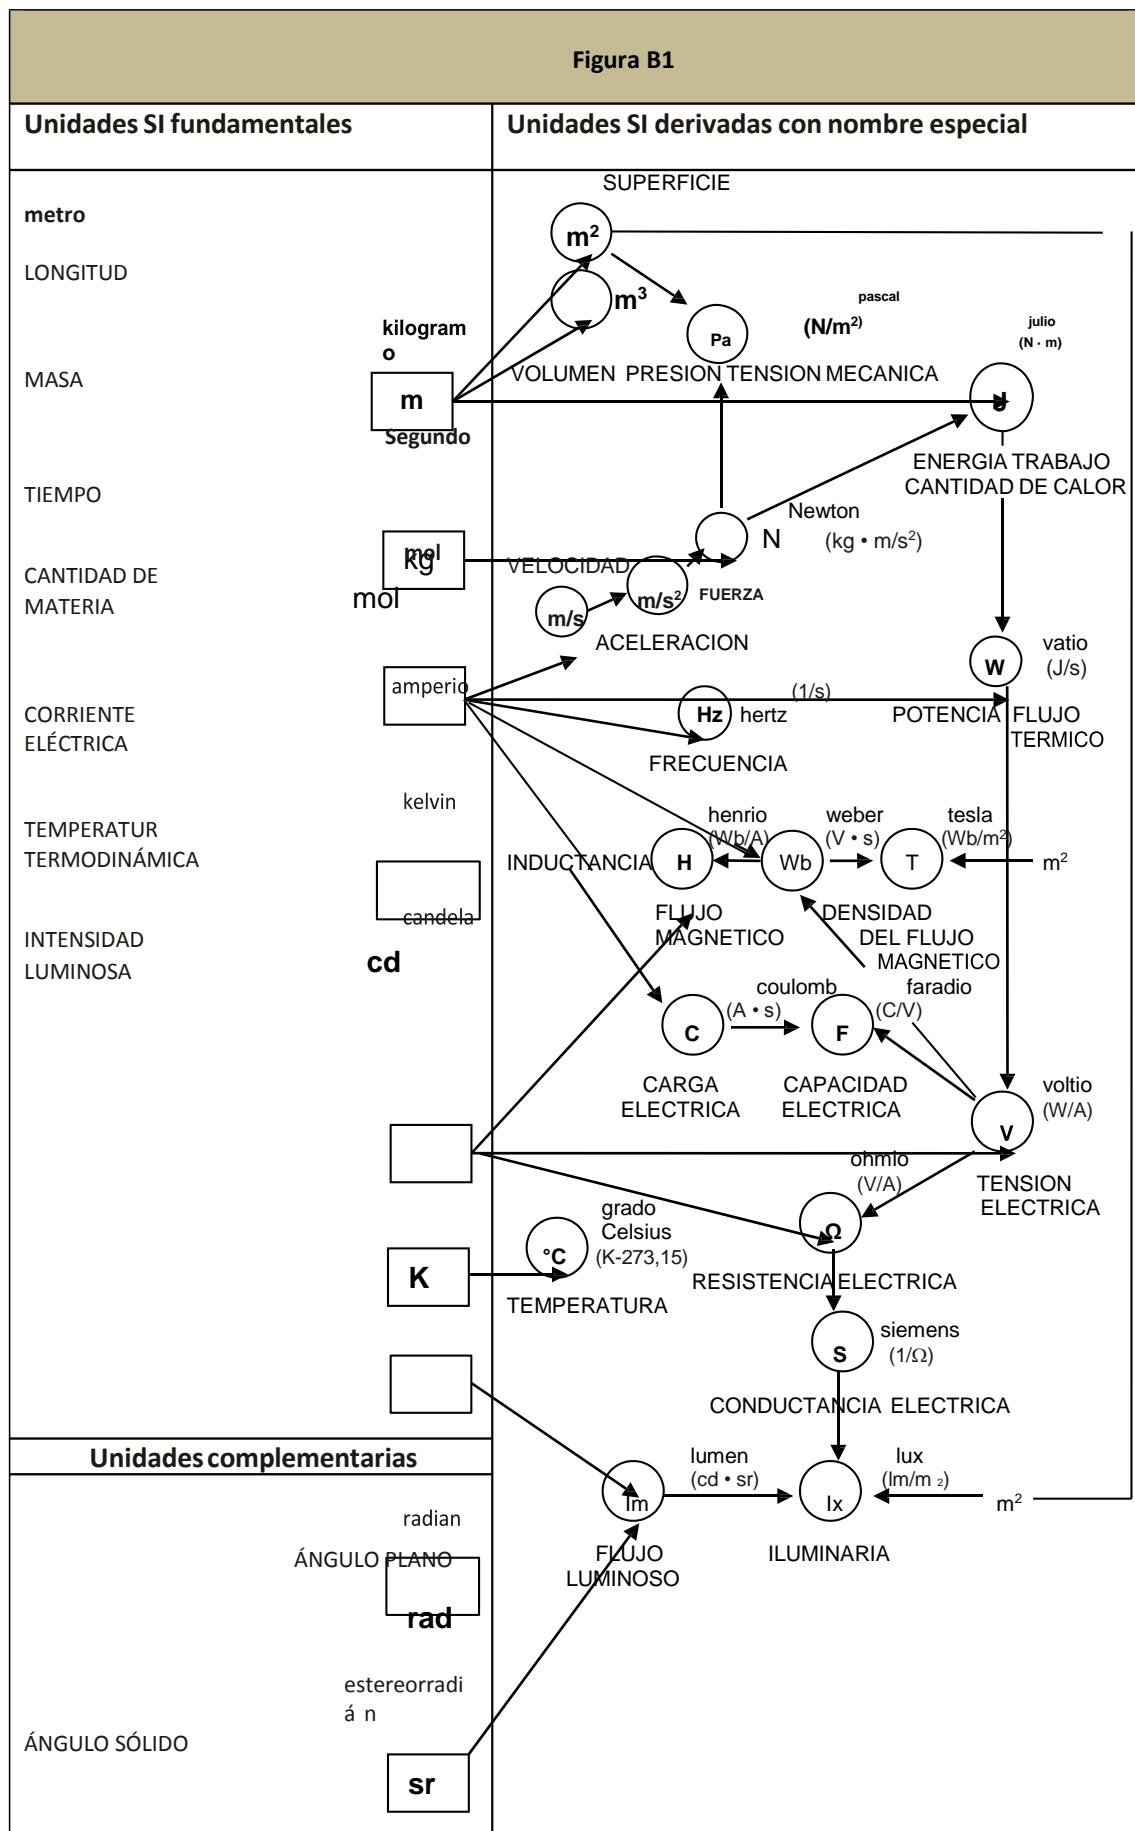 Figura B1
Unidades SI fundamentales
Unidades SI derivadas con nombre especial
SUPERFICIE
metro
m²
LONGITUD
m³
pascal
(N/m²)
Pa
julio
(N · m)
kilogram
o
MASA
VOLUMEN PRESION TENSION MECANICA
m
J
Segundo
ENERGIA TRABAJO
CANTIDAD DE CALOR
TIEMPO
Newton
N
(kg • m/s²)
mol
kg
VELOCIDAD
CANTIDAD DE
MATERIA
mol
m/s²
FUERZA
m/s
ACELERACION
W
vatio
(J/s)
amperio
(1/s)
Hz
hertz
CORRIENTE
ELÉCTRICA
POTENCIA FLUJO
TERMICO
FRECUENCIA
kelvin
henrio
(Wb/A)
weber
(V • s)
tesla
(Wb/m²)
TEMPERATUR
TERMODINÁMICA
INDUCTANCIA
H
Wb
T
m²
candela
FLUJO
MAGNETICO
DENSIDAD
DEL FLUJO
MAGNETICO
INTENSIDAD
LUMINOSA
cd
coulomb
(A • s)
faradio
(C/V)
C
F
CARGA
ELECTRICA
CAPACIDAD
ELECTRICA
voltio
(W/A)
V
ohmio
(V/A)
TENSION
ELECTRICA
grado
Celsius
(K-273,15)
°C
Ω
K
RESISTENCIA ELECTRICA
TEMPERATURA
siemens
(1/Ω)
S
CONDUCTANCIA ELECTRICA
Unidades complementarias
lumen
(cd • sr)
lux
(lm/m ₂)
lm
lx
m²
radian
ÁNGULO PLANO
FLUJO
LUMINOSO
ILUMINARIA
rad
estereorradi
á n
ÁNGULO SÓLIDO
sr